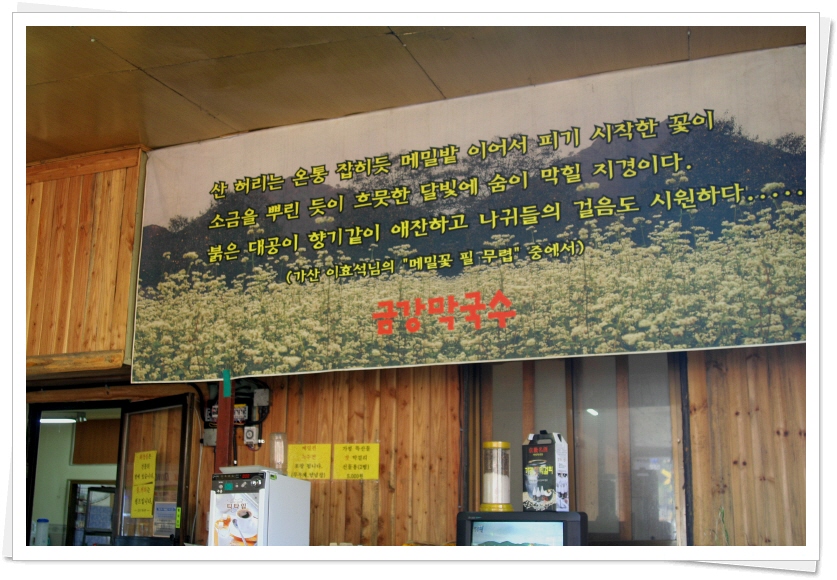 산 허리는 온통 잡히듯 메밀밭 이어서 피기 시작한 꽃이
소금을 뿌린 듯이 흐뭇한 달빛에 숨이 막힐 지경이다.
붉은 대공이 향기같이 애잔하고 나귀들의 걸음도 시원하다.....
(가산 이효석님의 "메밀꽃 필 무렵" 중에서)
금강막국수
디타임